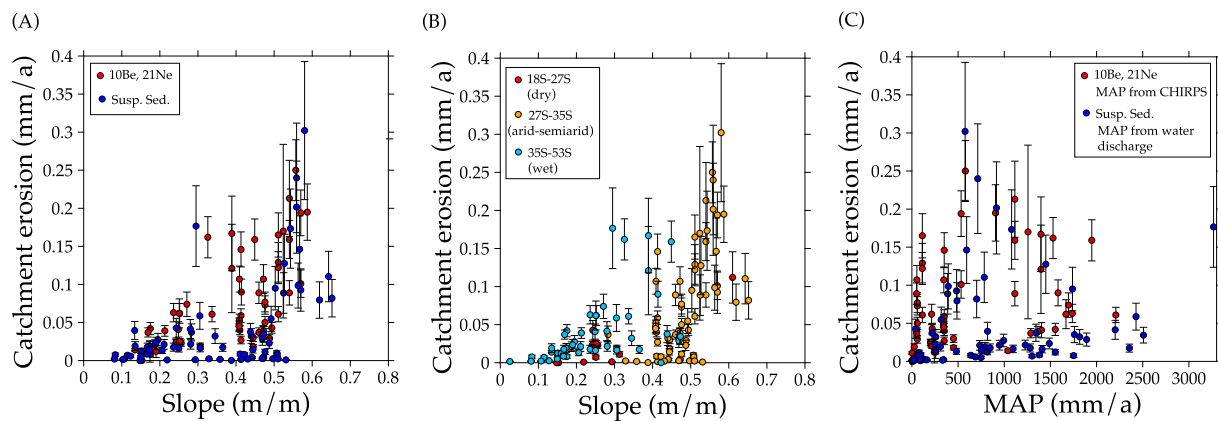 (A)
Catchment erosion (mm/a)
0.4
0.35
0.3
0.25
0.2
0.15
0.1
0.05
0
10Be, 21Ne
Susp. Sed.
0 0.1 0.2 0.3 0.4 0.5 0.6 0.7 0.8
Slope (m/m)
(B)
Catchment erosion (mm/a)
0.4
0.35
0.3
0.25
0.2
0.15
0.1
0.05
0
18S-27S
(dry)
27S-35S
(arid-semiarid)
35S-53S
(wet)
0 0.1 0.2 0.3 0.4 0.5 0.6 0.7 0.8
Slope (m/m)
(C)
Catchment erosion (mm/a)
0.4
0.35
0.3
0.25
0.2
0.15
0.1
0.05
0
10Be, 21Ne
MAP from CHIRPS
Susp. Sed.
MAP from water
discharge
0 500 1000 1500 2000 2500 3000
MAP (mm/a)